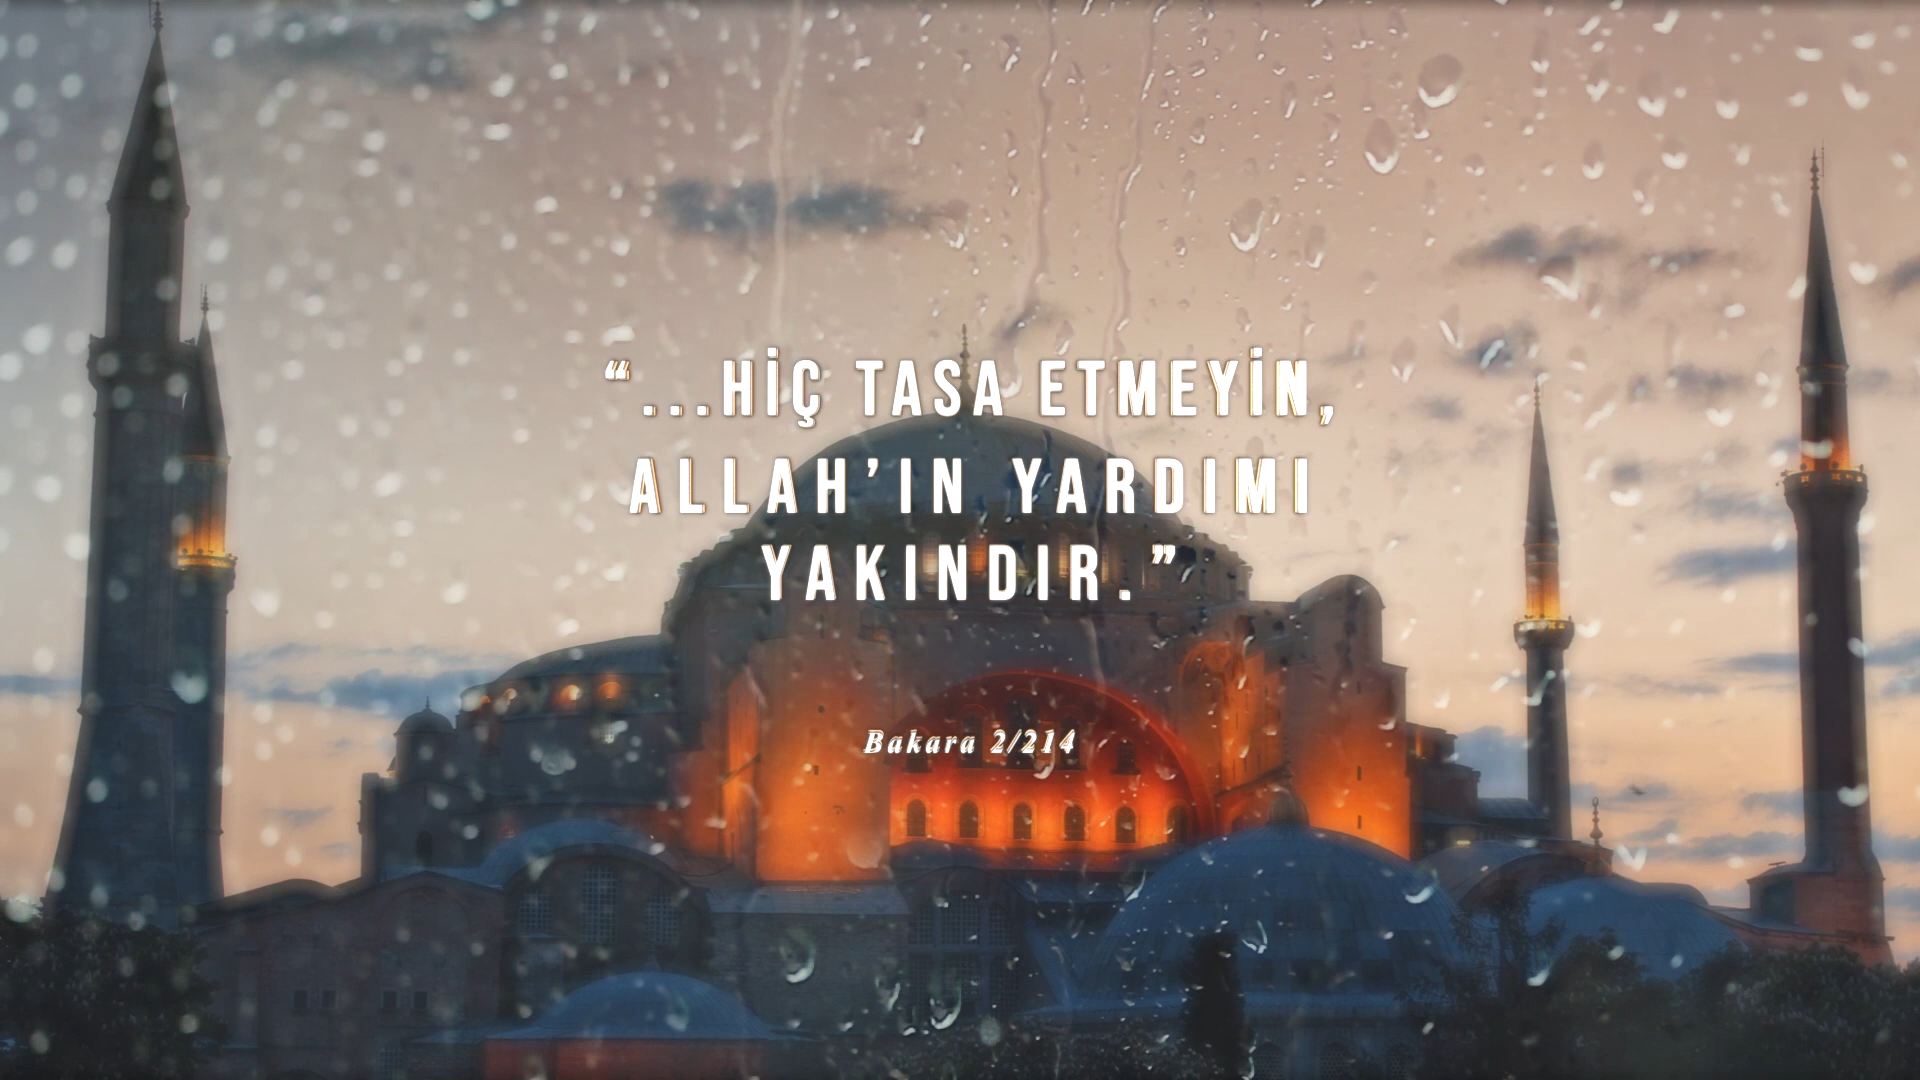 “...HİÇ TASA ETMEYİN,
ALLAH’IN YARDIMI
YAKINDIR.”
Bakara 2/214